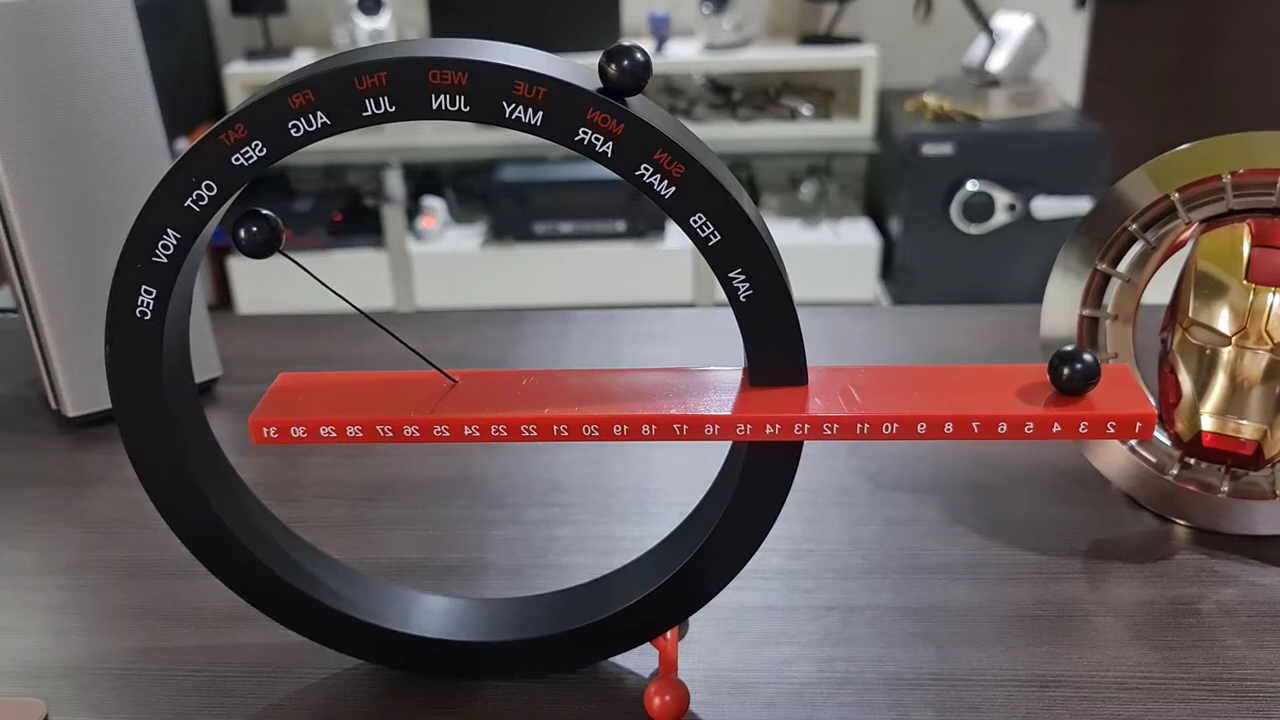 SUN MON TUE WED THU FRI SAT
JAN FEB MAR APR MAY JUN JUL AUG SEP OCT NOV DEC
1 2 3 4 5 6 7 8 9 10 11 12 13 14 15 16 17 18 19 20 21 22 23 24 25 26 27 28 29 30 31